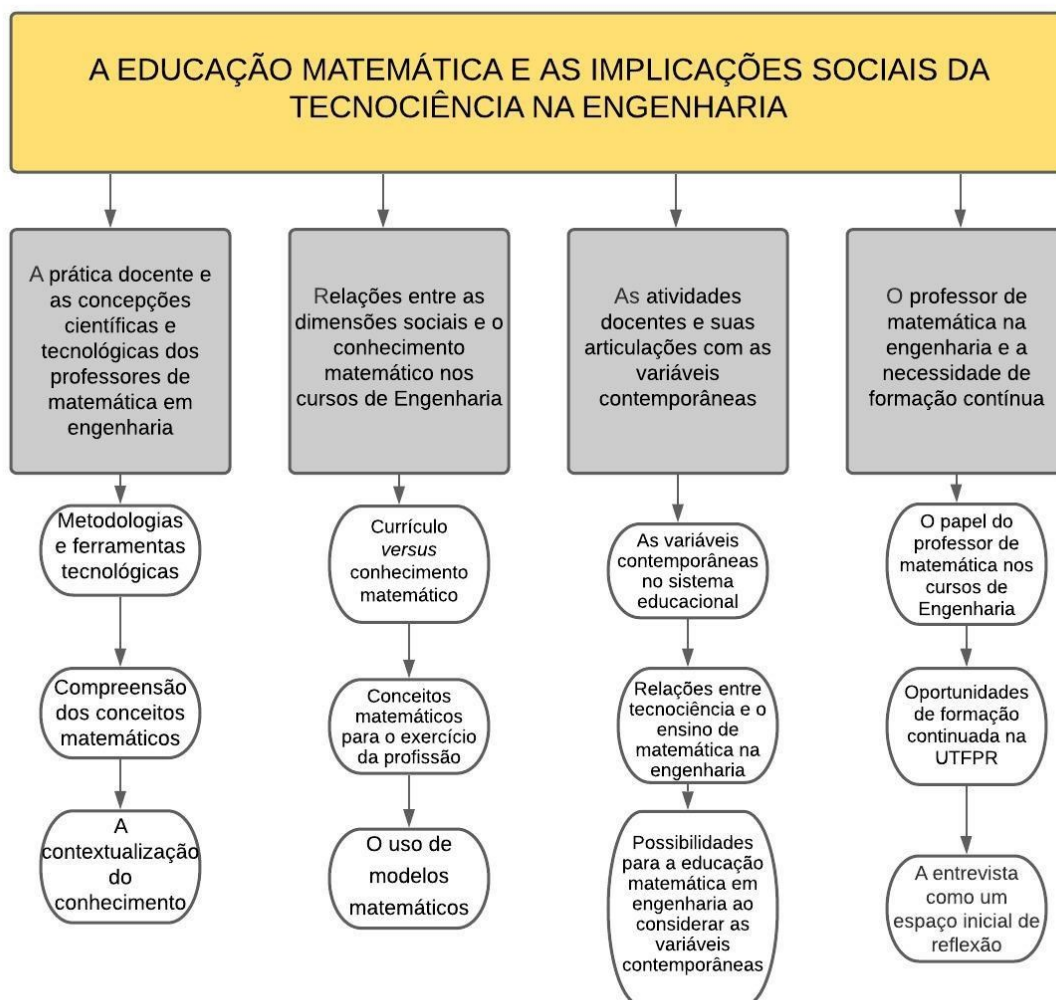 A EDUCAÇÃO MATEMÁTICA E AS IMPLICAÇÕES SOCIAIS DA
TECNOCIÊNCIA NA ENGENHARIA
A prática docente e
as concepções
científicas e
tecnológicas dos
professores de
matemática em
engenharia
Metodologias
e ferramentas
tecnológicas
Compreensão
dos conceitos
matemáticos
A
contextualização
do
conhecimento
Relações entre as
dimensões sociais e o
conhecimento
matemático nos
cursos de Engenharia
Currículo
versus
conhecimento
matemático
Conceitos
matemáticos
para o exercício
da profissão
O uso de
modelos
matemáticos
As atividades
docentes e suas
articulações com as
variáveis
contemporâneas
As variáveis
contemporâneas
no sistema
educacional
Relações entre
tecnociência e o
ensino de
matemática na
engenharia
Possibilidades
para a educação
matemática em
engenharia ao
considerar as
variáveis
contemporâneas
O professor de
matemática na
engenharia e a
necessidade de
formação contínua
O papel do
professor de
matemática nos
cursos de
Engenharia
Oportunidades
de formação
continuada na
UTFPR
A entrevista
como um
espaço inicial de
reflexão